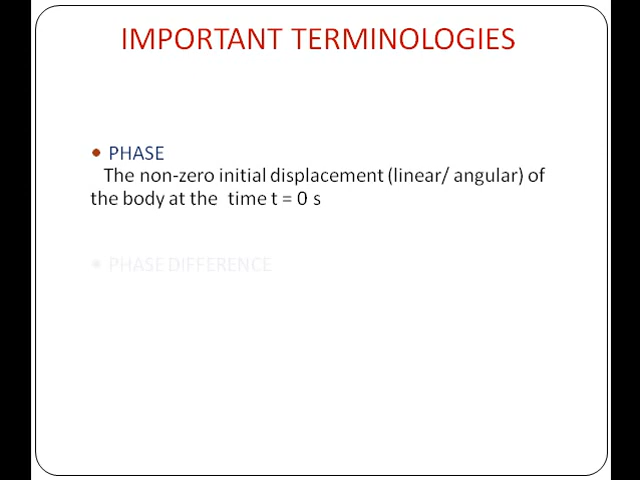 IMPORTANT TERMINOLOGIES
• PHASE
The non-zero initial displacement (linear/ angular) of
the body at the time t = 0 s
• PHASE DIFFERENCE